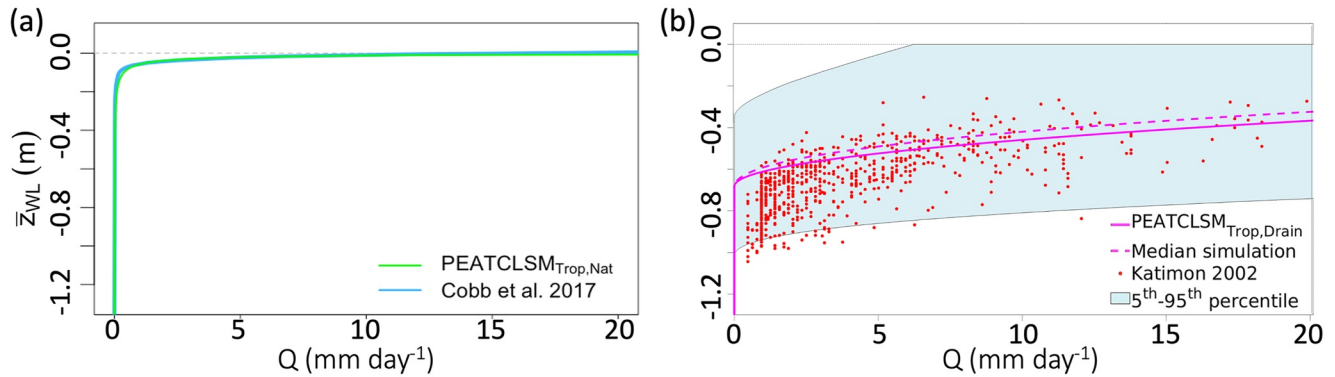 (a)
0.0
-0.4
-0.8
-1.2
z̅WL (m)
PEATCLSMTrop,Nat
Cobb et al. 2017
0 5 10 15 20
Q (mm day-1)
(b)
0.0
-0.4
-0.8
-1.2
PEATCLSMTrop,Drain
Median simulation
Katimon 2002
5th-95th percentile
0 5 10 15 20
Q (mm day-1)